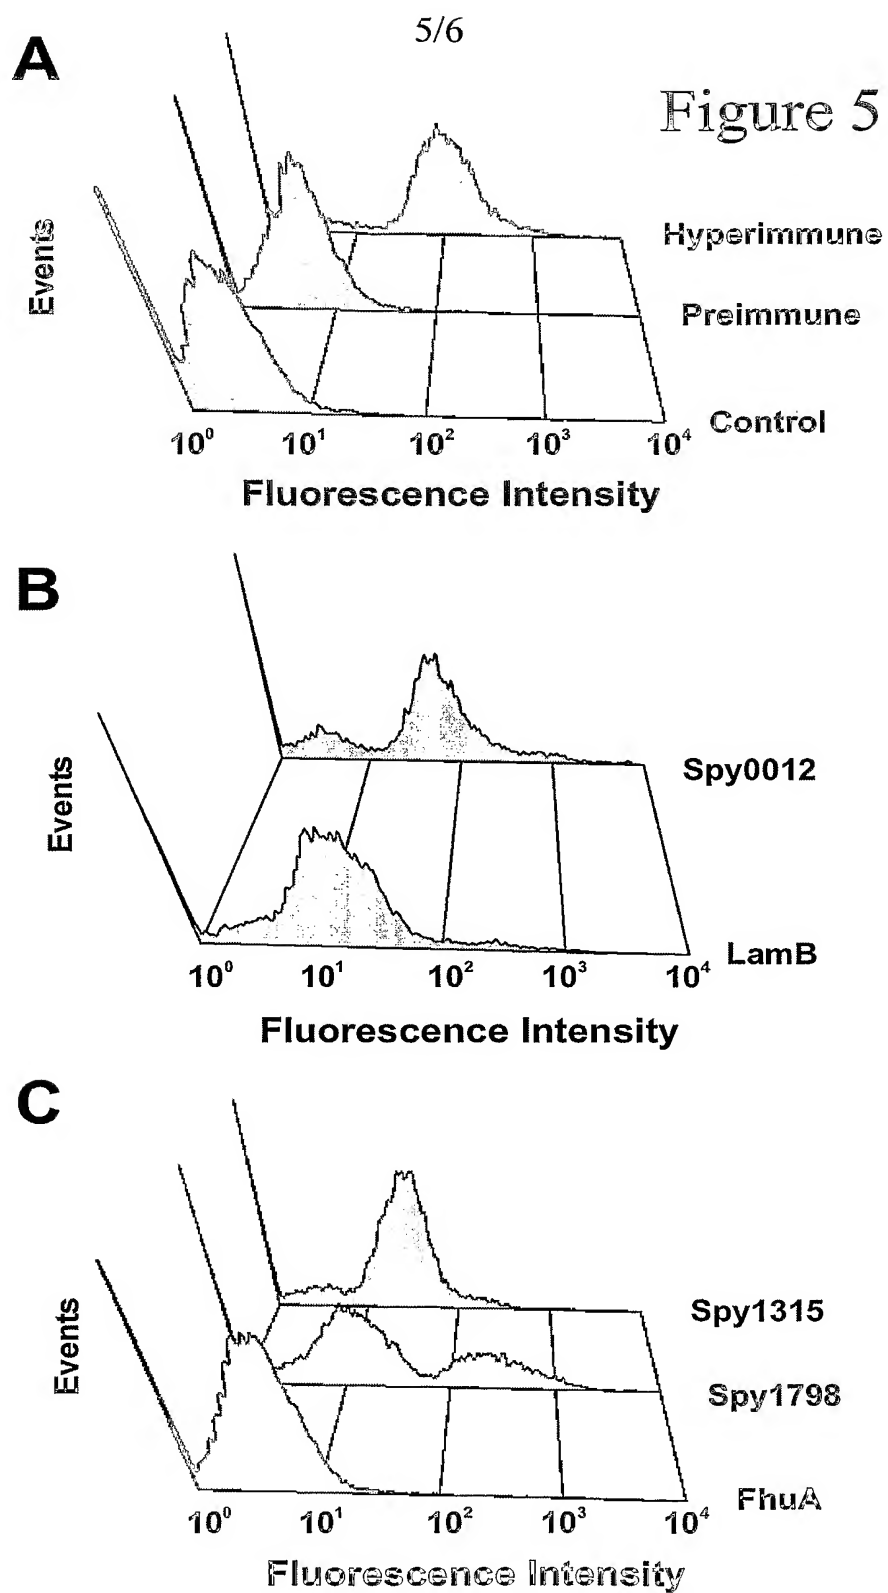 5/6
A
Figure 5
Hyperimmune
Events
Preimmune
Control
10⁰ 10¹ 10² 10³ 10⁴
Fluorescence Intensity
B
Spy0012
Events
LamB
10⁰ 10¹ 10² 10³ 10⁴
Fluorescence Intensity
C
Spy1315
Events
Spy1798
FhuA
10⁰ 10¹ 10² 10³ 10⁴
Fluorescence Intensity